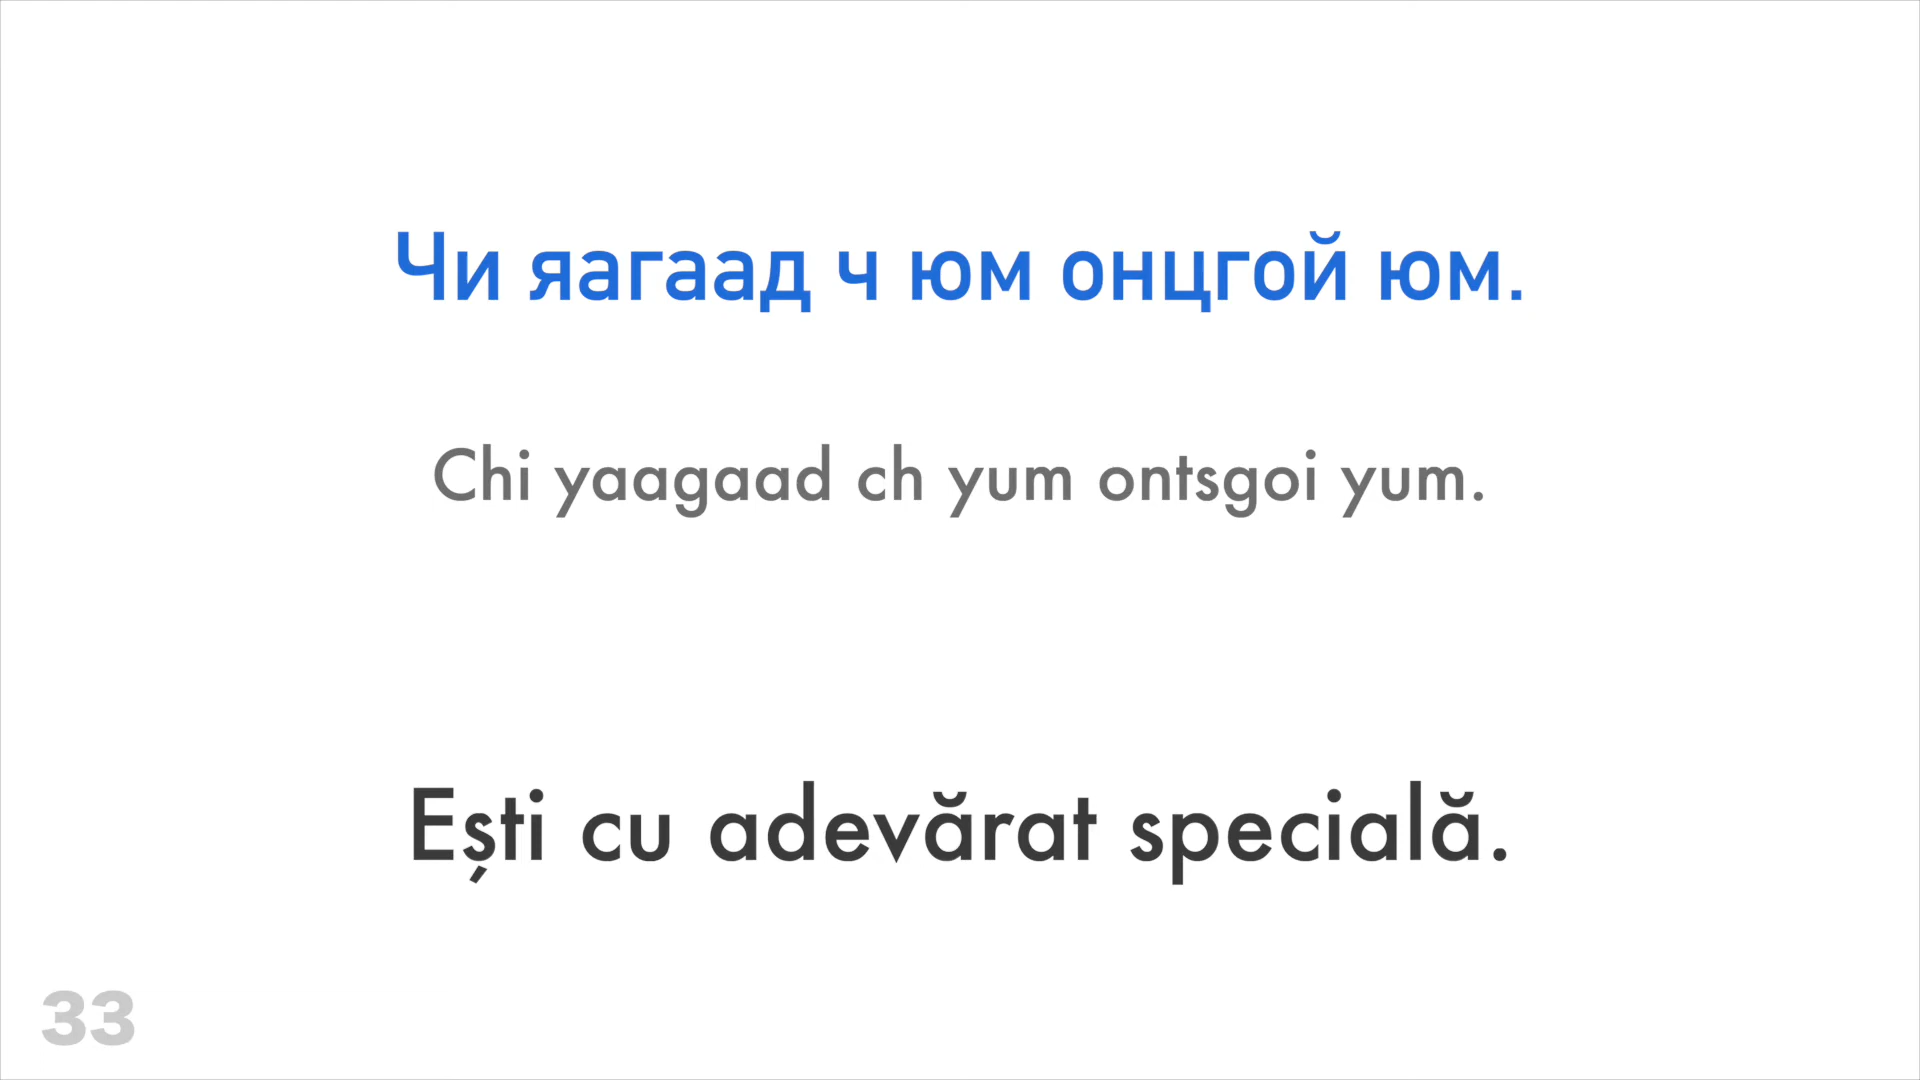 Чи яагаад ч юм онцгой юм.
Chi yaagaad ch yum ontsgoi yum.
Ești cu adevărat specială.
33